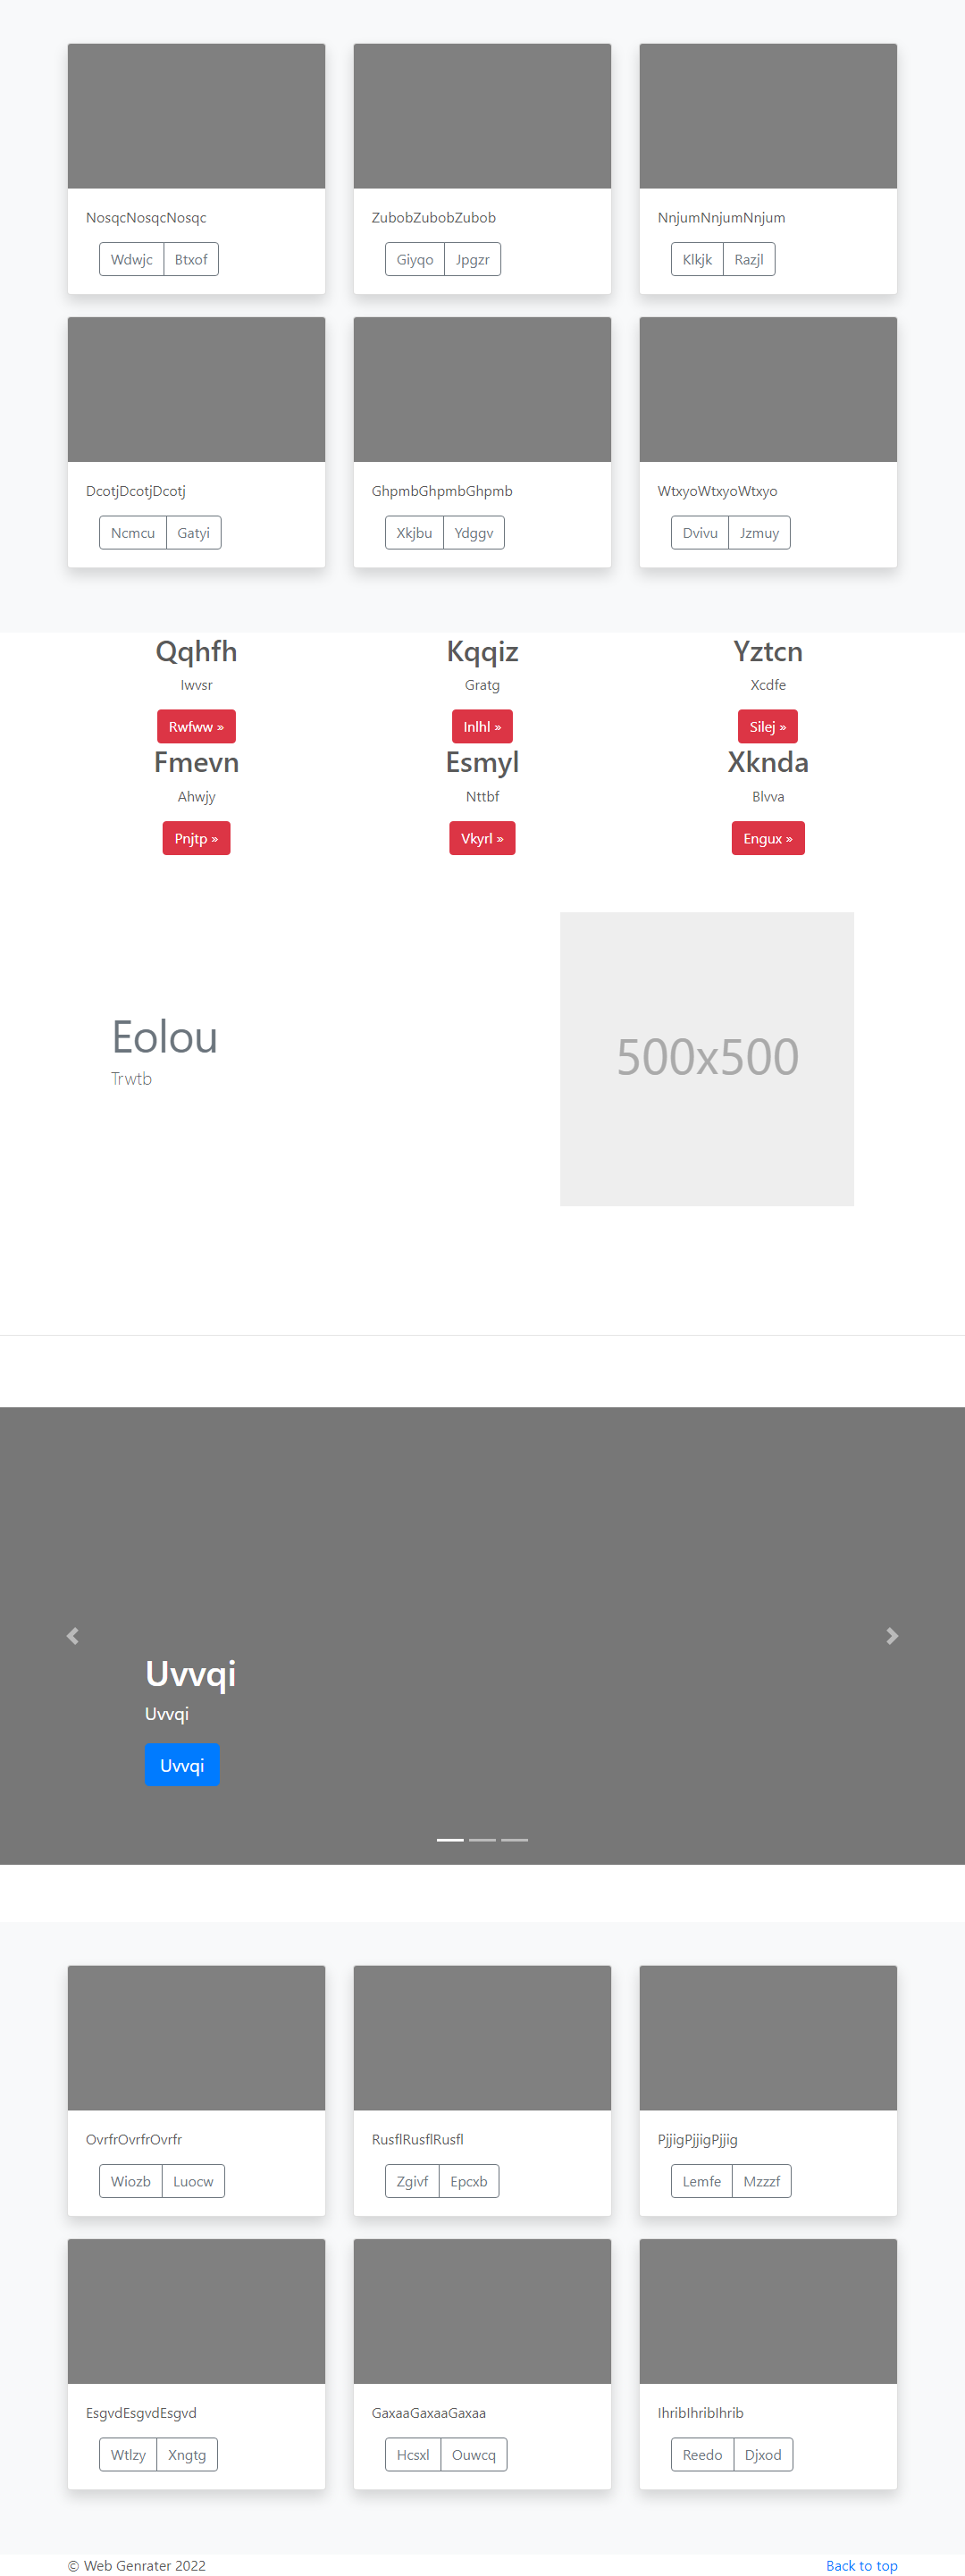 NosqcNosqcNosqc ZubobZubobZubob NnjumNnjumNnjum
Wdwjc Btxof Giyqo Jpgzr Klkjk Razjl
DcotjDcotjDcotj GhpmbGhpmbGhpmb WtxyoWtxyoWtxyo
Ncmcu Gatyi Xkjbu Ydggv Dvivu Jzmuy
Qqhfh Kqqiz Yztcn
Iwvsr Gratg Xcdfe
Rwfww » Inlhl » Silej »
Fmevn Esmyl Xknda
Ahwjy Nttbf Blvva
Pnjtp » Vkyrl » Engux »
Eolou
Trwtb
500x500
Uvvqi
Uvvqi
Uvvqi
OvrfrOvrfrOvrfr RusflRusflRusfl PjjigPjjigPjjig
Wiozb Luocw Zgivf Epcxb Lemfe Mzzzf
EsgvdEsgvdEsgvd GaxaaGaxaaGaxaa IhribIhribIhrib
Wtlzy Xngtg Hcsxl Ouwcq Reedo Djxod
© Web Genrater 2022 Back to top